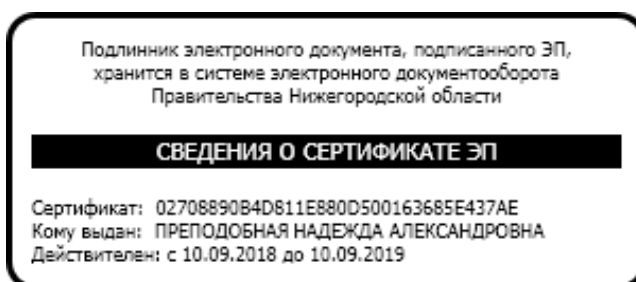 Подлинник электронного документа, подписанного ЭП,
хранится в системе электронного документооборота
Правительства Нижегородской области
СВЕДЕНИЯ О СЕРТИФИКАТЕ ЭП
Сертификат: 02708890B4D811E880D500163685E437AE
Кому выдан: ПРЕПОДОБНАЯ НАДЕЖДА АЛЕКСАНДРОВНА
Действителен: с 10.09.2018 до 10.09.2019